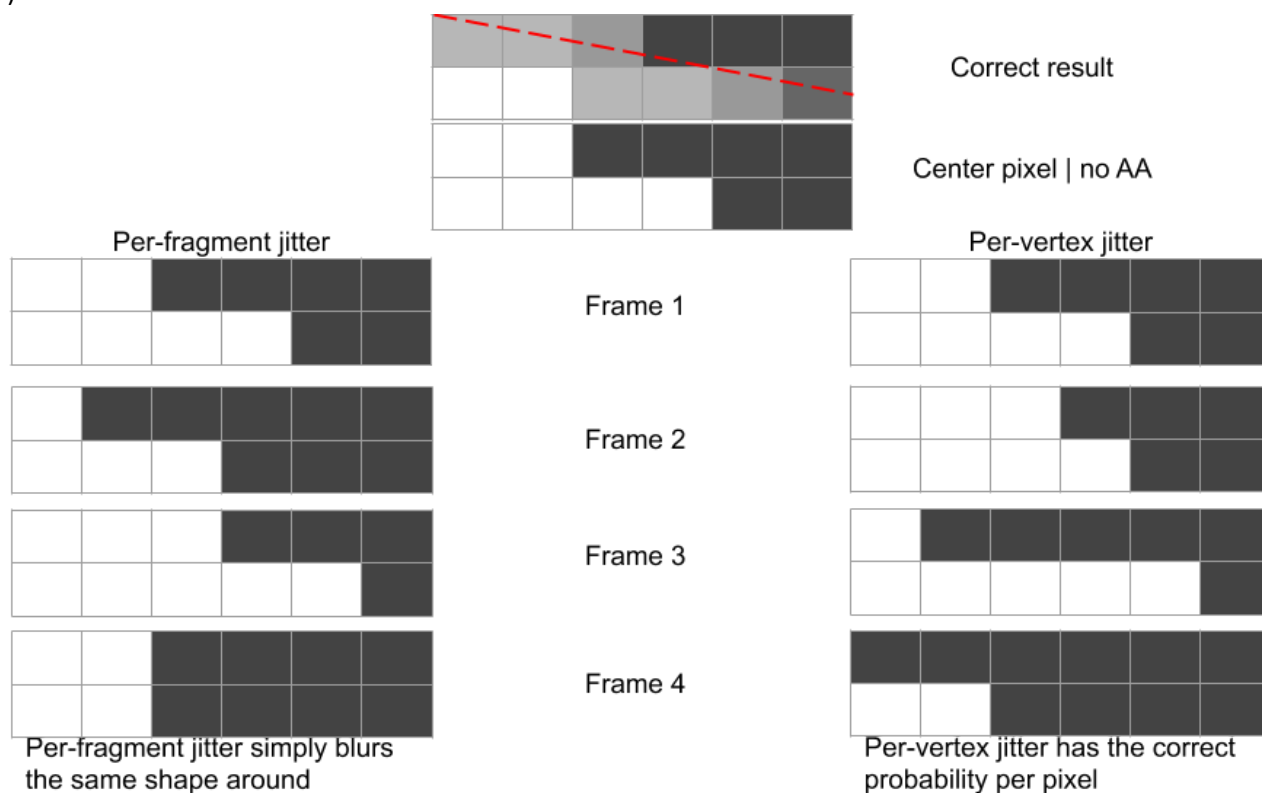 Correct result
Center pixel | no AA
Per-fragment jitter
Per-vertex jitter
Frame 1
Frame 2
Frame 3
Frame 4
Per-fragment jitter simply blurs
the same shape around
Per-vertex jitter has the correct
probability per pixel